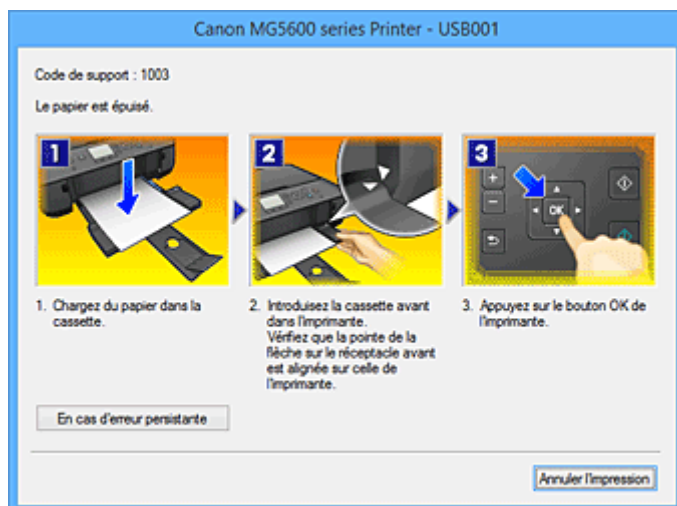 Canon MG5600 series Printer - USB001
Code de support : 1003
Le papier est épuisé.
1
2
3
OK
1. Chargez du papier dans la
cassette.
2. Introduisez la cassette avant
dans l'imprimante.
Vérifiez que la pointe de la
flèche sur le réceptacle avant
est alignée sur celle de
l'imprimante.
3. Appuyez sur le bouton OK de
l'imprimante.
En cas d'erreur persistante
Annuler l'impression